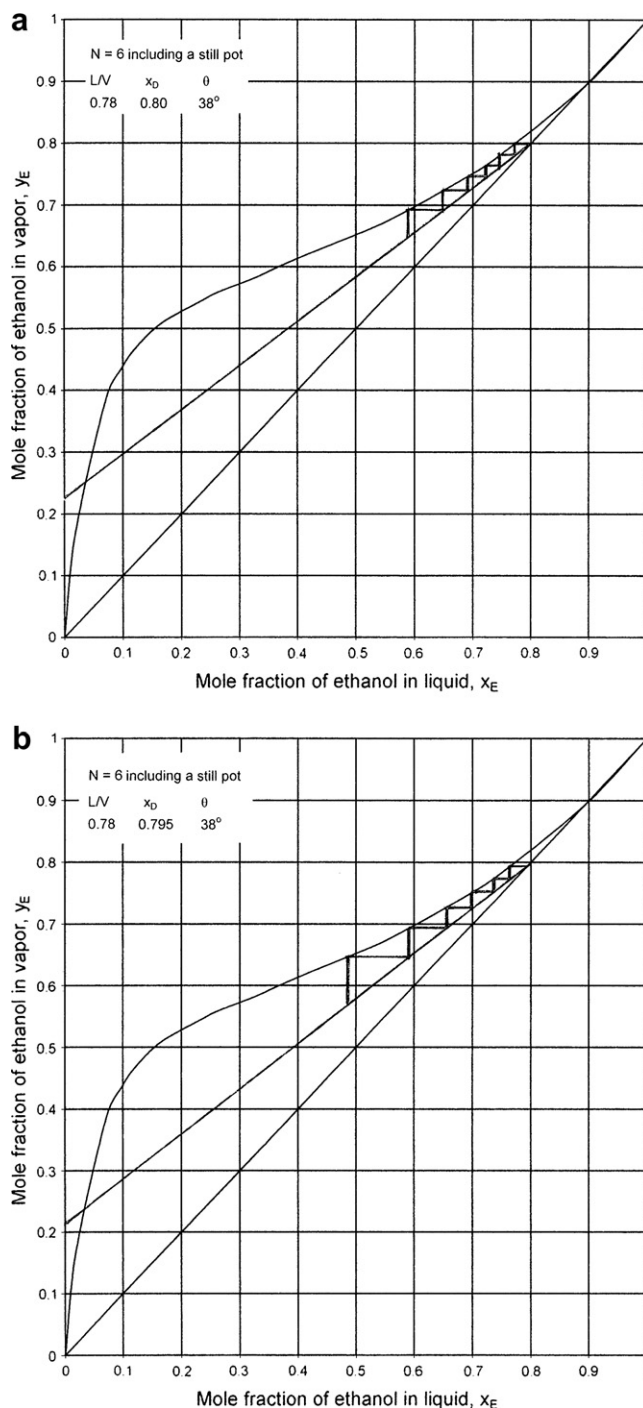 a
N = 6 including a still pot
L/V xD θ
0.78 0.80 38°
1
0.9
0.8
0.7
0.6
0.5
0.4
0.3
0.2
0.1
0
Mole fraction of ethanol in vapor, yE
0 0.1 0.2 0.3 0.4 0.5 0.6 0.7 0.8 0.9
Mole fraction of ethanol in liquid, xE
b
N = 6 including a still pot
L/V xD θ
0.78 0.795 38°
1
0.9
0.8
0.7
0.6
0.5
0.4
0.3
0.2
0.1
0
Mole fraction of ethanol in vapor, yE
0 0.1 0.2 0.3 0.4 0.5 0.6 0.7 0.8 0.9
Mole fraction of ethanol in liquid, xE